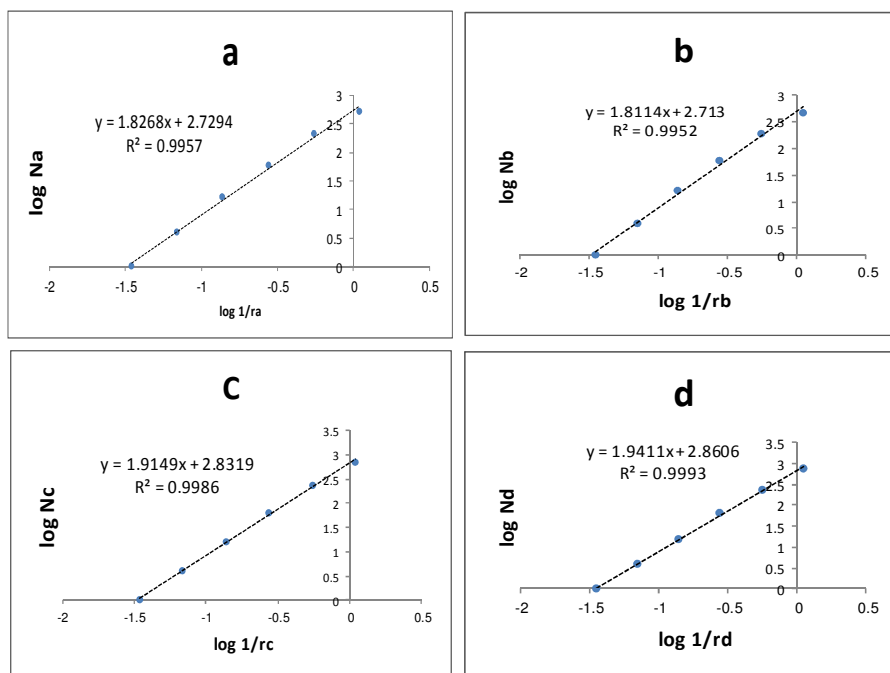 a
y = 1.8268x + 2.7294
R² = 0.9957
log Na
3
2.5
2
1.5
1
0.5
0
-2
-1.5
-1
-0.5
0
0.5
log 1/ra
b
y = 1.8114x + 2.713
R² = 0.9952
log Nb
3
2.5
2
1.5
1
0.5
0
-2
-1.5
-1
-0.5
0
0.5
log 1/rb
c
y = 1.9149x + 2.8319
R² = 0.9986
log Nc
3.5
3
2.5
2
1.5
1
0.5
0
-2
-1.5
-1
-0.5
0
0.5
log 1/rc
d
y = 1.9411x + 2.8606
R² = 0.9993
log Nd
3.5
3
2.5
2
1.5
1
0.5
0
-2
-1.5
-1
-0.5
0
0.5
log 1/rd